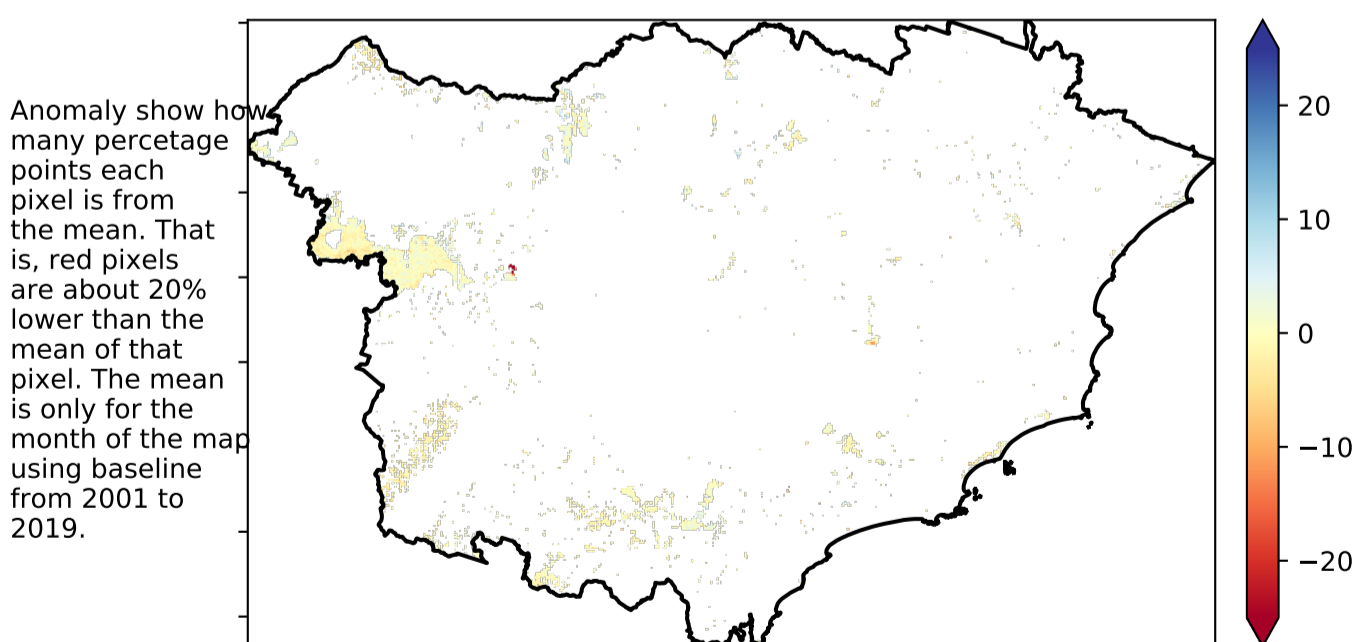 Anomaly show how
many percetage
points each
pixel is from
the mean. That
is, red pixels
are about 20%
lower than the
mean of that
pixel. The mean
is only for the
month of the map
using baseline
from 2001 to
2019.
20
10
0
−10
−20